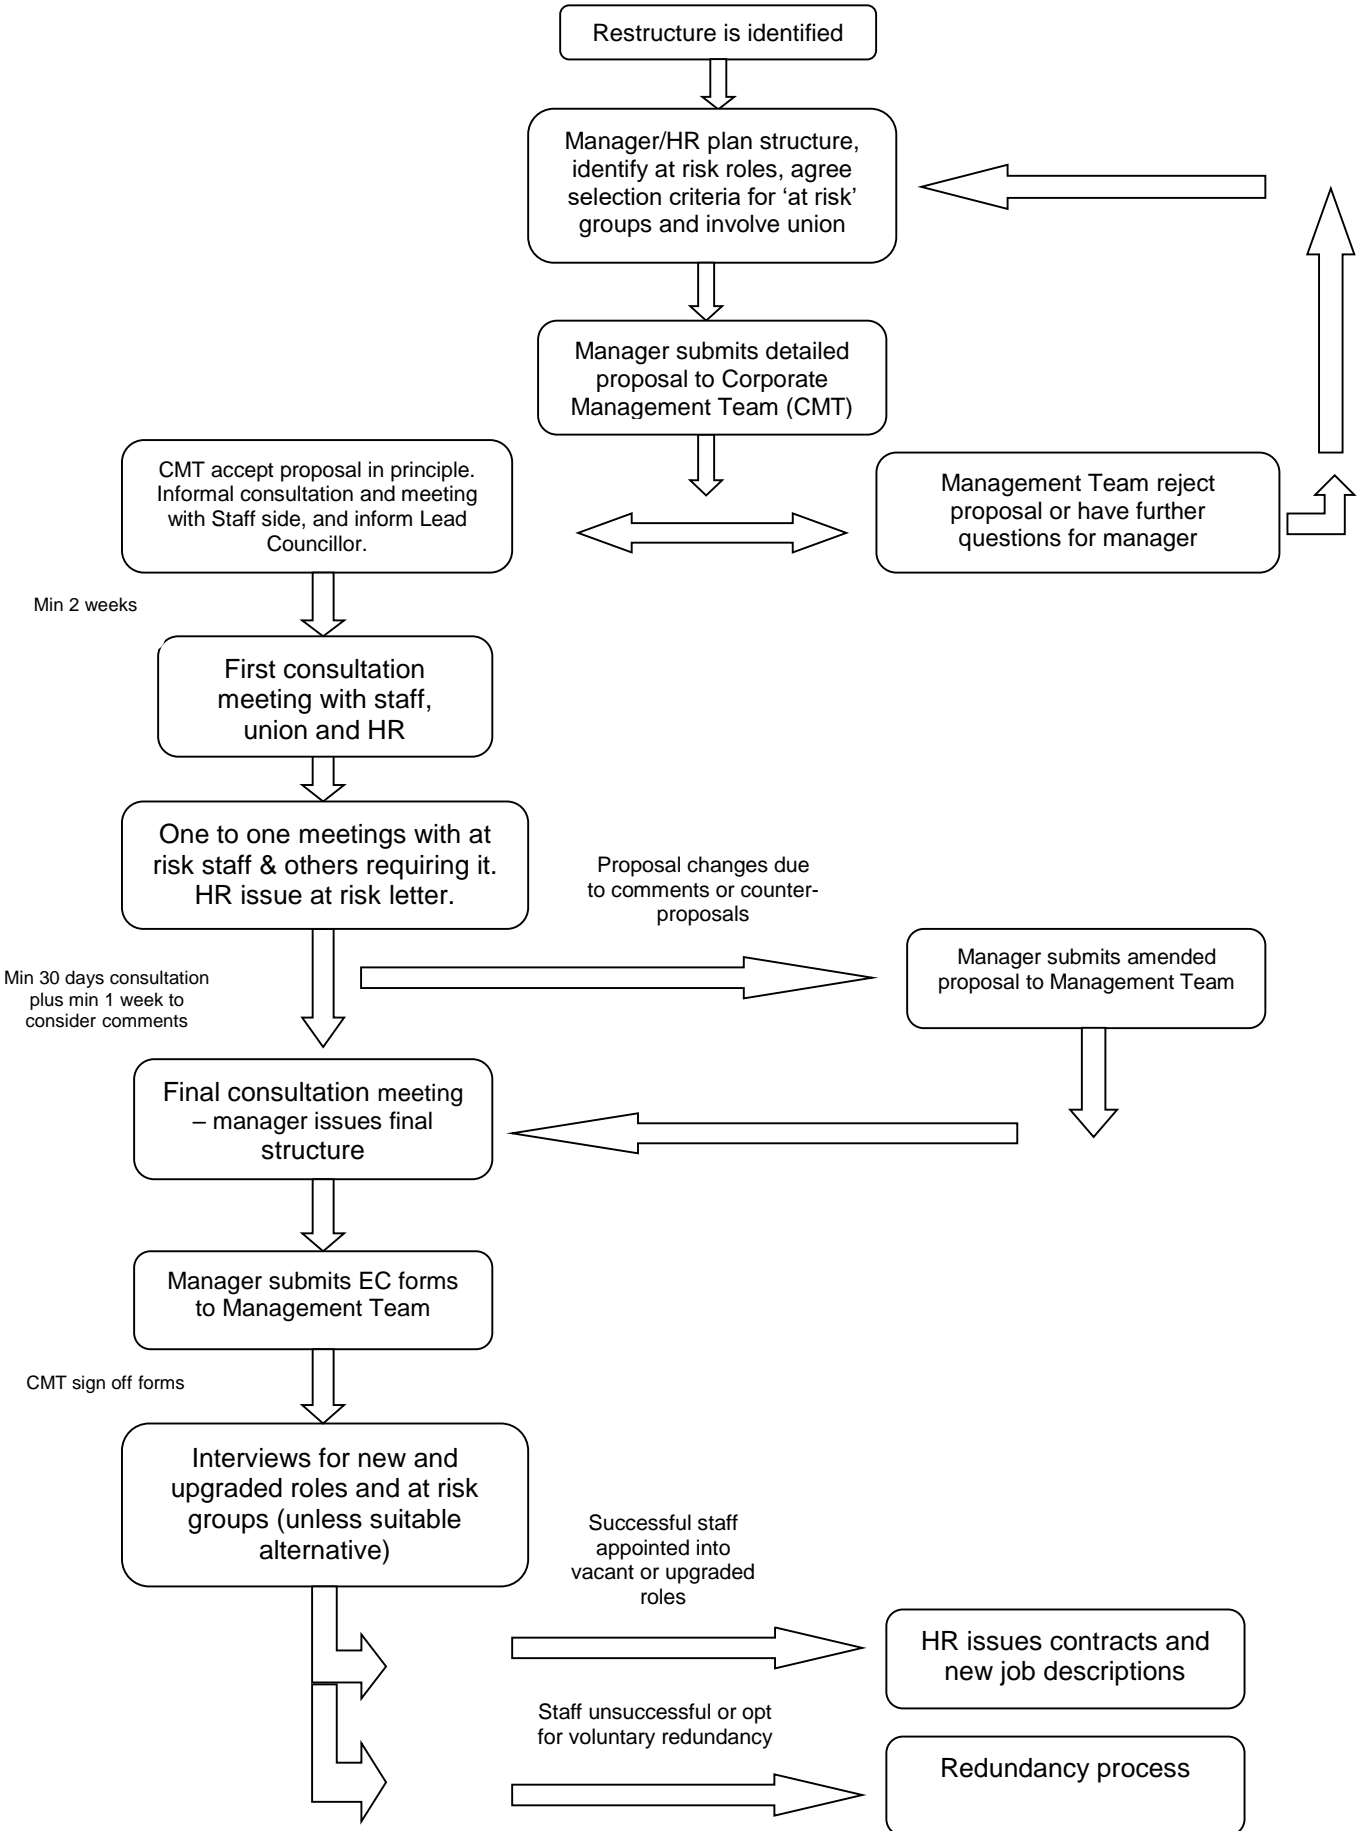 Restructure is identified
Manager/HR plan structure,
identify at risk roles, agree
selection criteria for ‘at risk’
groups and involve union
Manager submits detailed
proposal to Corporate
Management Team (CMT)
CMT accept proposal in principle.
Informal consultation and meeting
with Staff side, and inform Lead
Councillor.
Management Team reject
proposal or have further
questions for manager
Min 2 weeks
First consultation
meeting with staff,
union and HR
One to one meetings with at
risk staff & others requiring it.
HR issue at risk letter.
Proposal changes due
to comments or counter-
proposals
Manager submits amended
proposal to Management Team
Min 30 days consultation
plus min 1 week to
consider comments
Final consultation meeting
– manager issues final
structure
Manager submits EC forms
to Management Team
CMT sign off forms
Interviews for new and
upgraded roles and at risk
groups (unless suitable
alternative)
Successful staff
appointed into
vacant or upgraded
roles
HR issues contracts and
new job descriptions
Staff unsuccessful or opt
for voluntary redundancy
Redundancy process